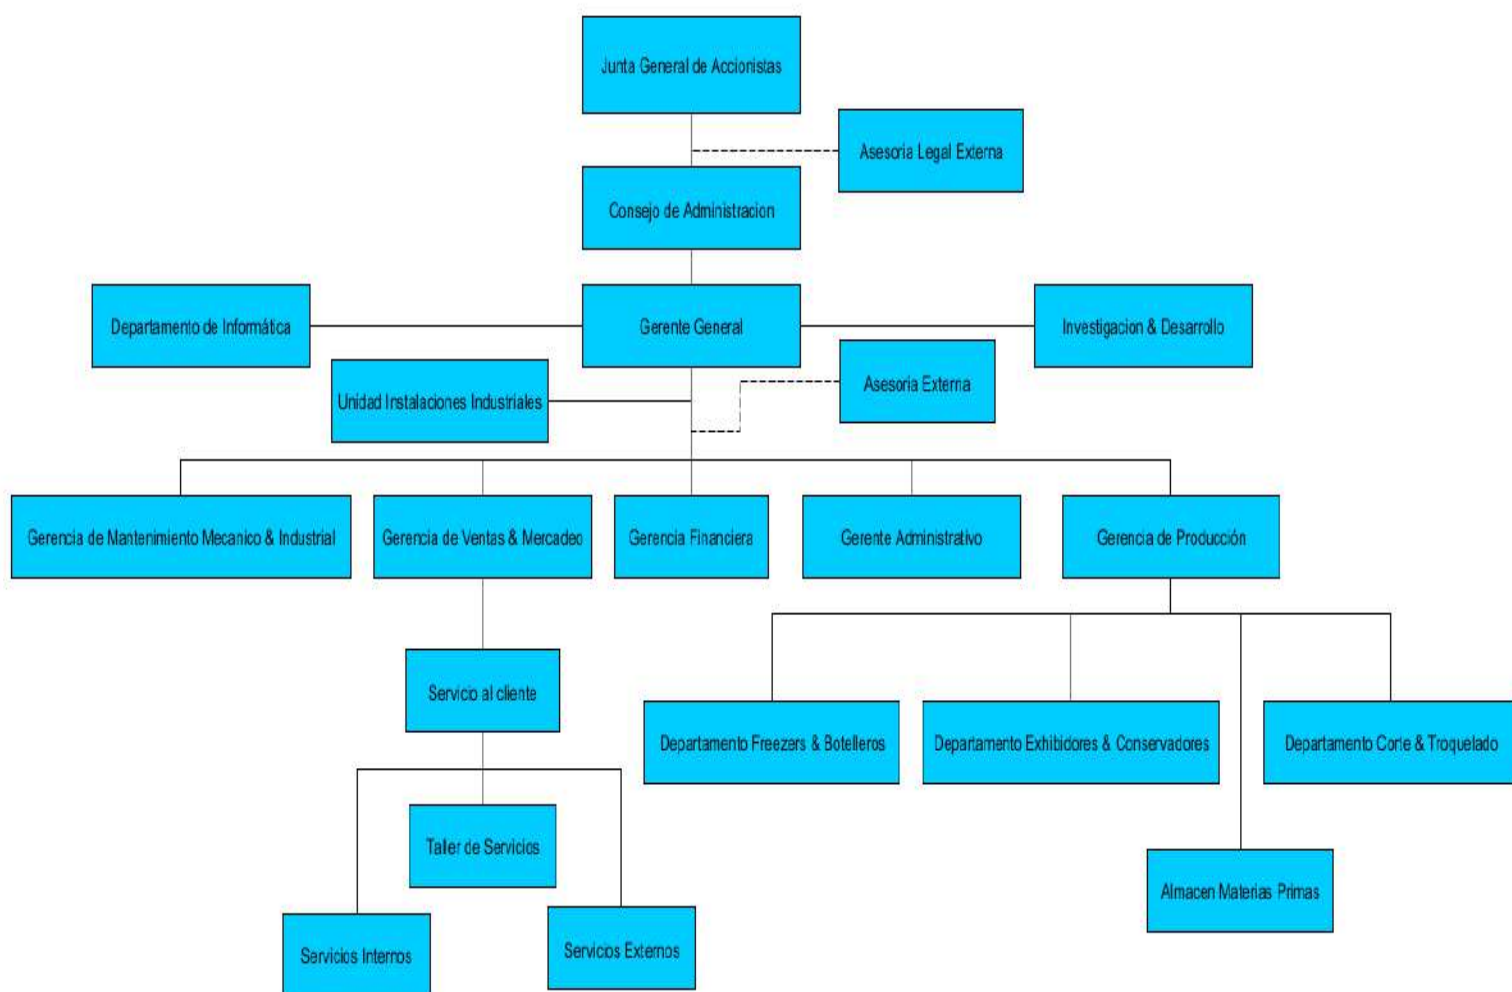 Junta General de Accionistas
Asesoria Legal Externa
Consejo de Administracion
Departamento de Informática
Gerente General
Investigacion & Desarrollo
Unidad Instalaciones Industriales
Asesoria Externa
Gerencia de Mantenimiento Mecanico & Industrial
Gerencia de Ventas & Mercadeo
Gerencia Financiera
Gerente Administrativo
Gerencia de Producción
Servicio al cliente
Departamento Freezers & Botelleros
Departamento Exhibidores & Conservadores
Departamento Corte & Troquelado
Taller de Servicios
Almacen Materias Primas
Servicios Internos
Servicios Externos